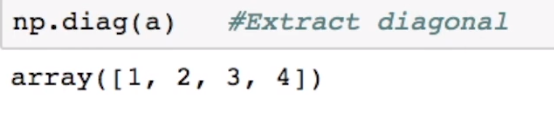 np.diag(a)   #Extract diagonal
array([1, 2, 3, 4])